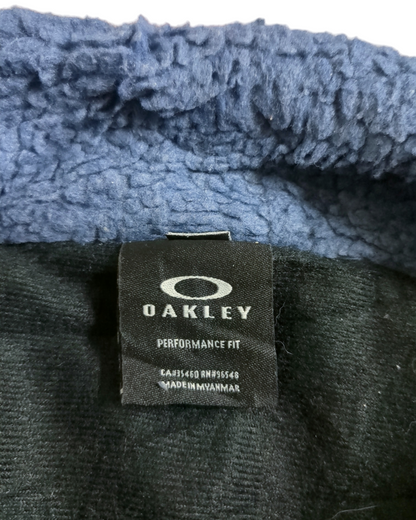 OAKLEY
PERFORMANCE FIT
CA#35460 RN#96548
MADE IN MYANMAR